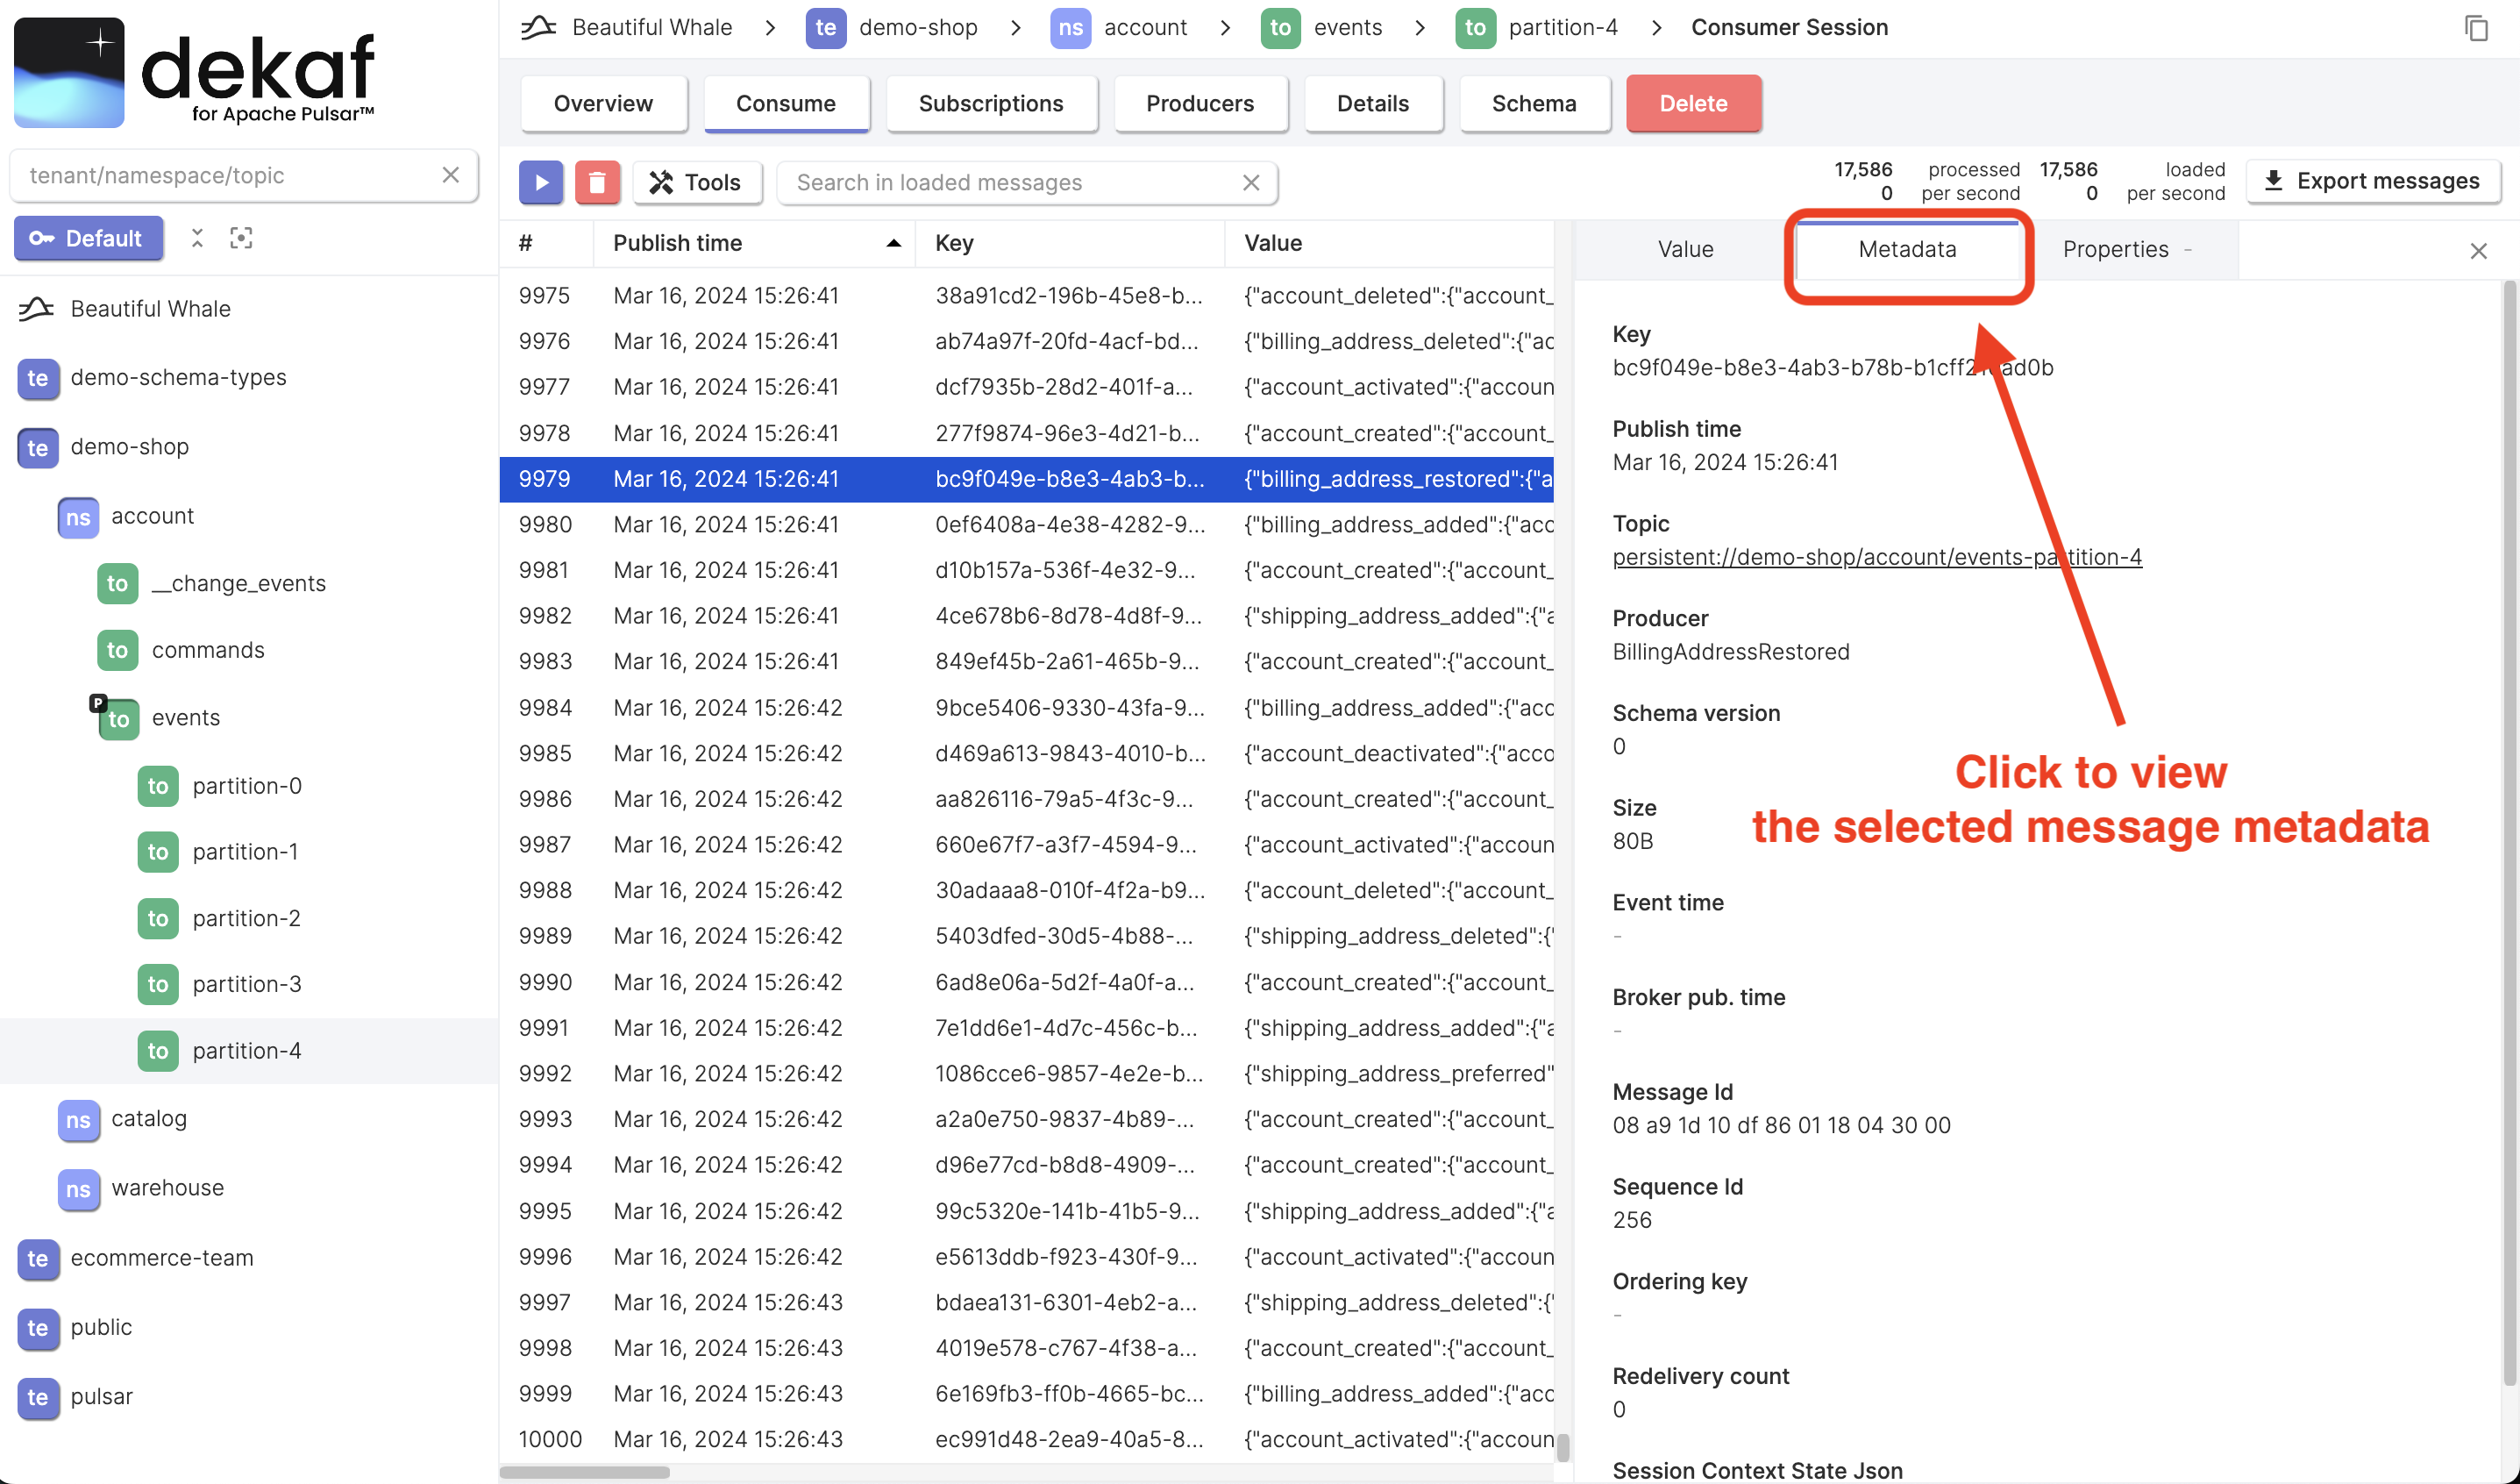 dekaf
for Apache Pulsar™
tenant/namespace/topic
Default
Beautiful Whale
te demo-schema-types
te demo-shop
ns account
to __change_events
to commands
P to events
to partition-0
to partition-1
to partition-2
to partition-3
to partition-4
ns catalog
ns warehouse
te ecommerce-team
te public
te pulsar
Beautiful Whale > te demo-shop > ns account > to events > to partition-4 > Consumer Session
Overview Consume Subscriptions Producers Details Schema Delete
Tools Search in loaded messages
17,586 processed 17,586 loaded
0 per second 0 per second
Export messages
# Publish time Key Value
9975 Mar 16, 2024 15:26:41 38a91cd2-196b-45e8-b... {"account_deleted":{"account_
9976 Mar 16, 2024 15:26:41 ab74a97f-20fd-4acf-bd... {"billing_address_deleted":{"ac
9977 Mar 16, 2024 15:26:41 dcf7935b-28d2-401f-a... {"account_activated":{"accoun
9978 Mar 16, 2024 15:26:41 277f9874-96e3-4d21-b... {"account_created":{"account_
9979 Mar 16, 2024 15:26:41 bc9f049e-b8e3-4ab3-b... {"billing_address_restored":{"a
9980 Mar 16, 2024 15:26:41 0ef6408a-4e38-4282-9... {"billing_address_added":{"acc
9981 Mar 16, 2024 15:26:41 d10b157a-536f-4e32-9... {"account_created":{"account_
9982 Mar 16, 2024 15:26:41 4ce678b6-8d78-4d8f-9... {"shipping_address_added":{"a
9983 Mar 16, 2024 15:26:41 849ef45b-2a61-465b-9... {"account_created":{"account_
9984 Mar 16, 2024 15:26:42 9bce5406-9330-43fa-9... {"billing_address_added":{"acc
9985 Mar 16, 2024 15:26:42 d469a613-9843-4010-b... {"account_deactivated":{"acco
9986 Mar 16, 2024 15:26:42 aa826116-79a5-4f3c-9... {"account_created":{"account_
9987 Mar 16, 2024 15:26:42 660e67f7-a3f7-4594-9... {"account_activated":{"accoun
9988 Mar 16, 2024 15:26:42 30adaaa8-010f-4f2a-b9... {"account_deleted":{"account_
9989 Mar 16, 2024 15:26:42 5403dfed-30d5-4b88-... {"shipping_address_deleted":{"
9990 Mar 16, 2024 15:26:42 6ad8e06a-5d2f-4a0f-a... {"account_created":{"account_
9991 Mar 16, 2024 15:26:42 7e1dd6e1-4d7c-456c-b... {"shipping_address_added":{"a
9992 Mar 16, 2024 15:26:42 1086cce6-9857-4e2e-b... {"shipping_address_preferred"
9993 Mar 16, 2024 15:26:42 a2a0e750-9837-4b89-... {"account_created":{"account_
9994 Mar 16, 2024 15:26:42 d96e77cd-b8d8-4909-... {"account_created":{"account_
9995 Mar 16, 2024 15:26:42 99c5320e-141b-41b5-9... {"shipping_address_added":{"a
9996 Mar 16, 2024 15:26:42 e5613ddb-f923-430f-9... {"account_activated":{"accoun
9997 Mar 16, 2024 15:26:43 bdaea131-6301-4eb2-a... {"shipping_address_deleted":{"
9998 Mar 16, 2024 15:26:43 4019e578-c767-4f38-a... {"account_created":{"account_
9999 Mar 16, 2024 15:26:43 6e169fb3-ff0b-4665-bc... {"billing_address_added":{"acc
10000 Mar 16, 2024 15:26:43 ec991d48-2ea9-40a5-8... {"account_activated":{"accoun
Value Metadata Properties -
Key
Publish time
Mar 16, 2024 15:26:41
Topic
persistent://demo-shop/account/events-partition-4
Producer
BillingAddressRestored
Schema version
0
Click to view
the selected message metadata
Size
80B
Event time
-
Broker pub. time
-
Message Id
08 a9 1d 10 df 86 01 18 04 30 00
Sequence Id
256
Ordering key
-
Redelivery count
0
Session Context State Json